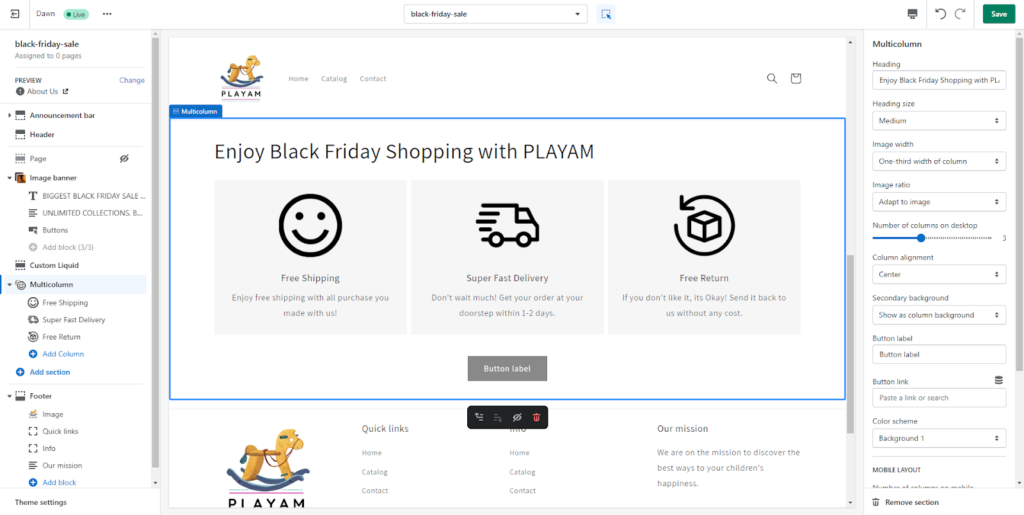 Dawn
Live
black-friday-sale
Save
black-friday-sale
Assigned to 0 pages
PREVIEW
Change
About Us
Announcement bar
Header
Page
Image banner
BIGGEST BLACK FRIDAY SALE ...
UNLIMITED COLLECTIONS, B...
Buttons
Add block (3/3)
Custom Liquid
Multicolumn
Free Shipping
Super Fast Delivery
Free Return
Add Column
Add section
Footer
Image
Quick links
Info
Our mission
Add block
Theme settings
PLAYAM
Home
Catalog
Contact
Multicolumn
Enjoy Black Friday Shopping with PLAYAM
Free Shipping
Enjoy free shipping with all purchase you
made with us!
Super Fast Delivery
Don't wait much! Get your order at your
doorstep within 1-2 days.
Free Return
If you don't like it, its Okay! Send it back to
us without any cost.
Button label
PLAYAM
Quick links
Home
Catalog
Contact
Info
Home
Catalog
Contact
Our mission
We are on the mission to discover the
best ways to your children's
happiness.
Multicolumn
Heading
Enjoy Black Friday Shopping with PL
Heading size
Medium
Image width
One-third width of column
Image ratio
Adapt to image
Number of columns on desktop
3
Column alignment
Center
Secondary background
Show as column background
Button label
Button label
Button link
Paste a link or search
Color scheme
Background 1
MOBILE LAYOUT
Number of columns on mobile
Remove section